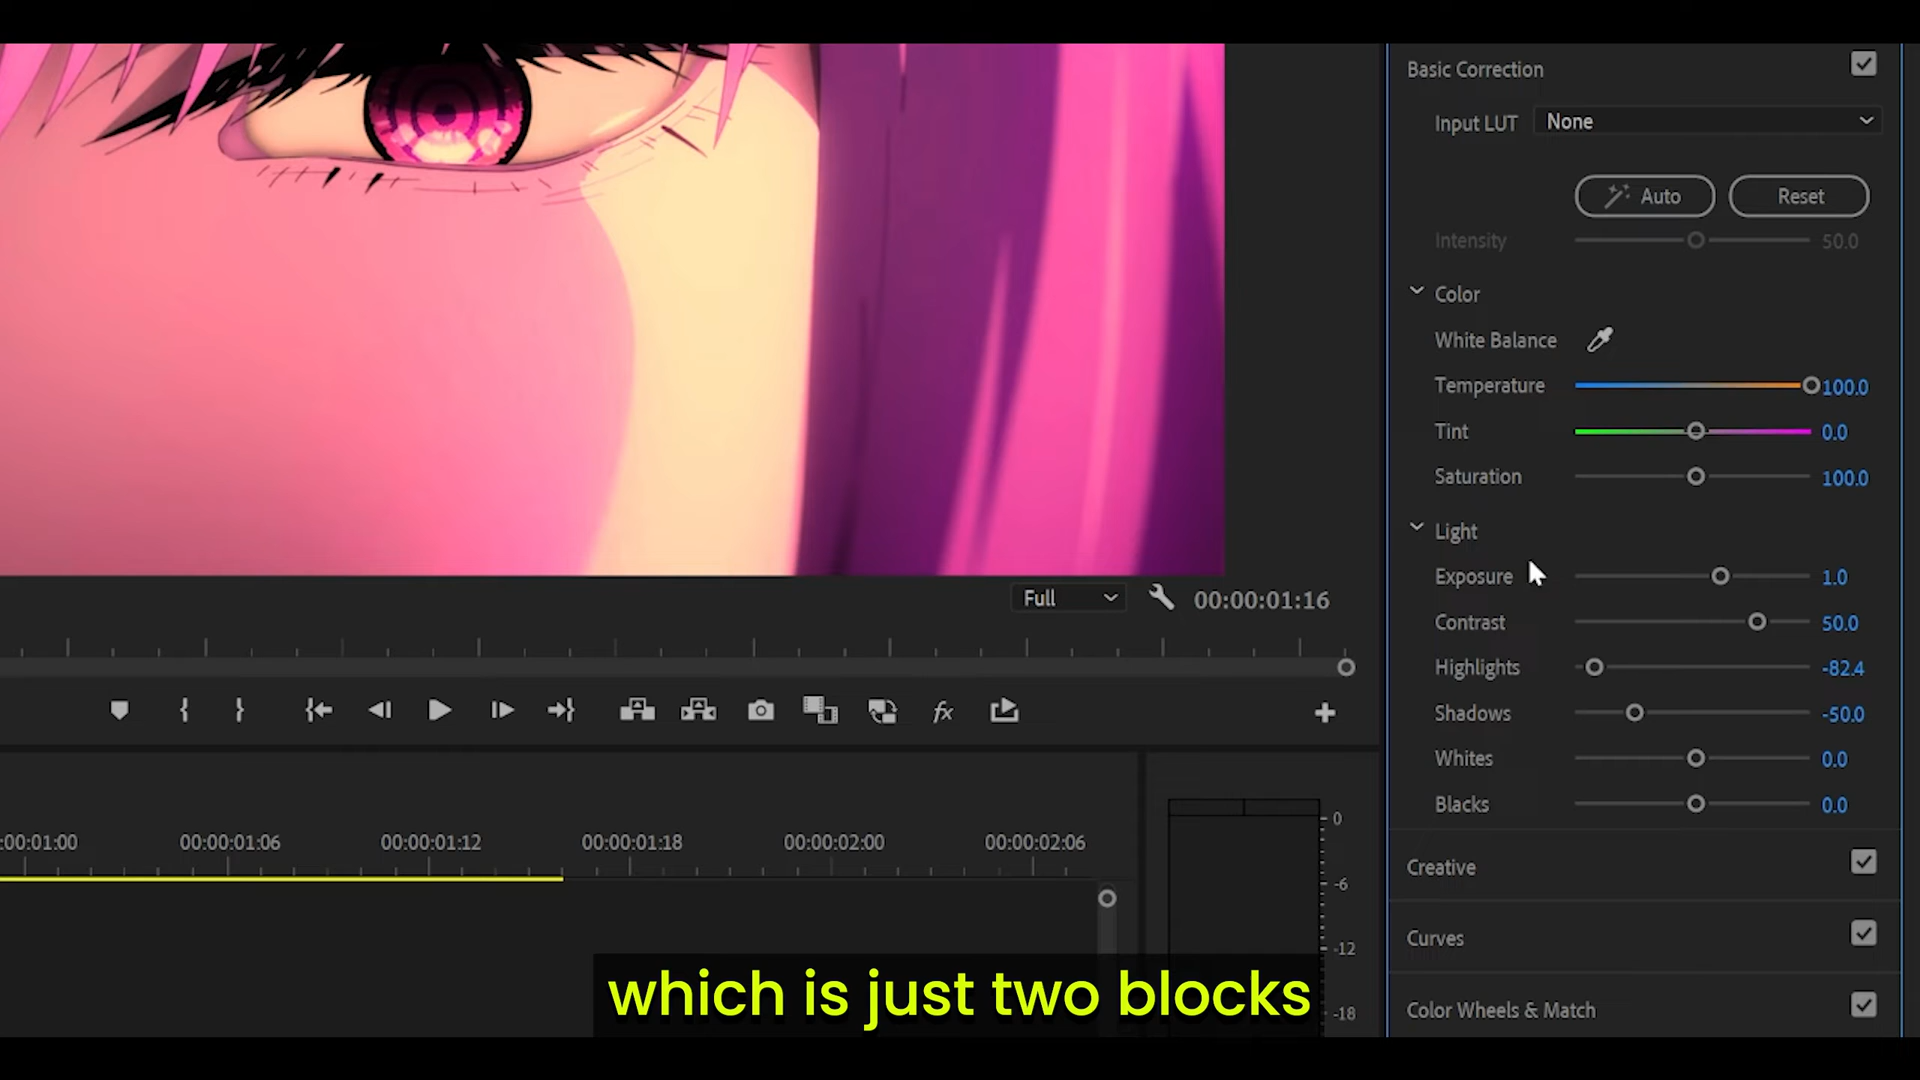 Basic Correction
Input LUT None
Auto Reset
Intensity 50.0
Color
White Balance
Temperature 100.0
Tint 0.0
Saturation 100.0
Light
Exposure 1.0
Contrast 50.0
Highlights -82.4
Shadows -50.0
Whites 0.0
Blacks 0.0
Creative
Curves
Color Wheels & Match
Full 00:00:01:16
fx
:00:01:00 00:00:01:06 00:00:01:12 00:00:01:18 00:00:02:00 00:00:02:06
0
-6
-12
-18
which is just two blocks